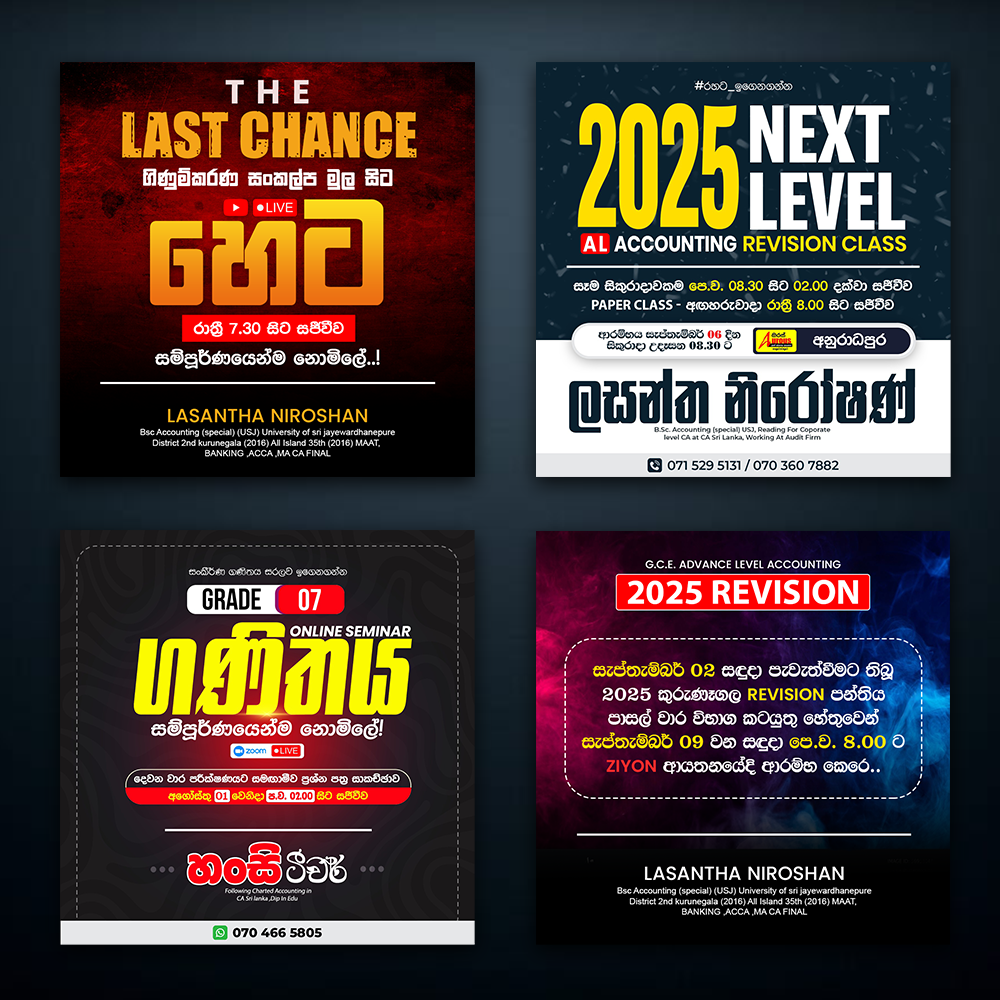 THE
LAST CHANCE
ගිණුම්කරණ සංකල්ප මුල සිට
LIVE
හෙට
රාත්‍රී 7.30 සිට සජීවීව
සම්පූර්ණයෙන්ම නොමිලේ..!
LASANTHA NIROSHAN
Bsc Accounting (special) (USJ) University of sri jayewardhanepure
District 2nd kurunegala (2016) All Island 35th (2016) MAAT,
BANKING ,ACCA ,MA CA FINAL
#රහට_ඉගෙනගන්න
2025 NEXT
LEVEL
AL ACCOUNTING REVISION CLASS
සෑම සිකුරාදාවකම පෙ.ව. 08.30 සිට 02.00 දක්වා සජීවීව
PAPER CLASS - අඟහරුවාදා රාත්‍රී 8.00 සිට සජීවීව
ආරම්භය සැප්තැම්බර් 06 දින
සිකුරාදා උදෑසන 08.30 ට
අනුරාධපුර
ලසන්ත නිරෝෂණ්
B.Sc. Accounting (special) USJ, Reading For Coporate
level CA at CA Sri Lanka, Working At Audit Firm
071 529 5131 / 070 360 7882
සංකීර්ණ ගණිතය සරලව ඉගෙනගන්න
GRADE 07
ONLINE SEMINAR
ගණිතය
සම්පූර්ණයෙන්ම නොමිලේ!
zoom LIVE
දෙවන වාර පරීක්ෂණයට සමඟාමීව ප්‍රශ්න පත්‍ර සාකච්ඡාව
අගෝස්තු 01 වෙනිදා ප.ව. 02.00 සිට සජීවීව
හංසි ටීචර්
Following Charted Accounting in
CA Sri lanka ,Dip In Edu
070 466 5805
G.C.E. ADVANCE LEVEL ACCOUNTING
2025 REVISION
සැප්තැම්බර් 02 සඳුදා පැවැත්වීමට තිබූ
2025 කුරුණෑගල REVISION පන්තිය
පාසල් වාර විභාග කටයුතු හේතුවෙන්
සැප්තැම්බර් 09 වන සඳුදා පෙ.ව. 8.00 ට
ZIYON ආයතනයේදී ආරම්භ කෙරෙ..
LASANTHA NIROSHAN
Bsc Accounting (special) (USJ) University of sri jayewardhanepure
District 2nd kurunegala (2016) All Island 35th (2016) MAAT,
BANKING ,ACCA ,MA CA FINAL